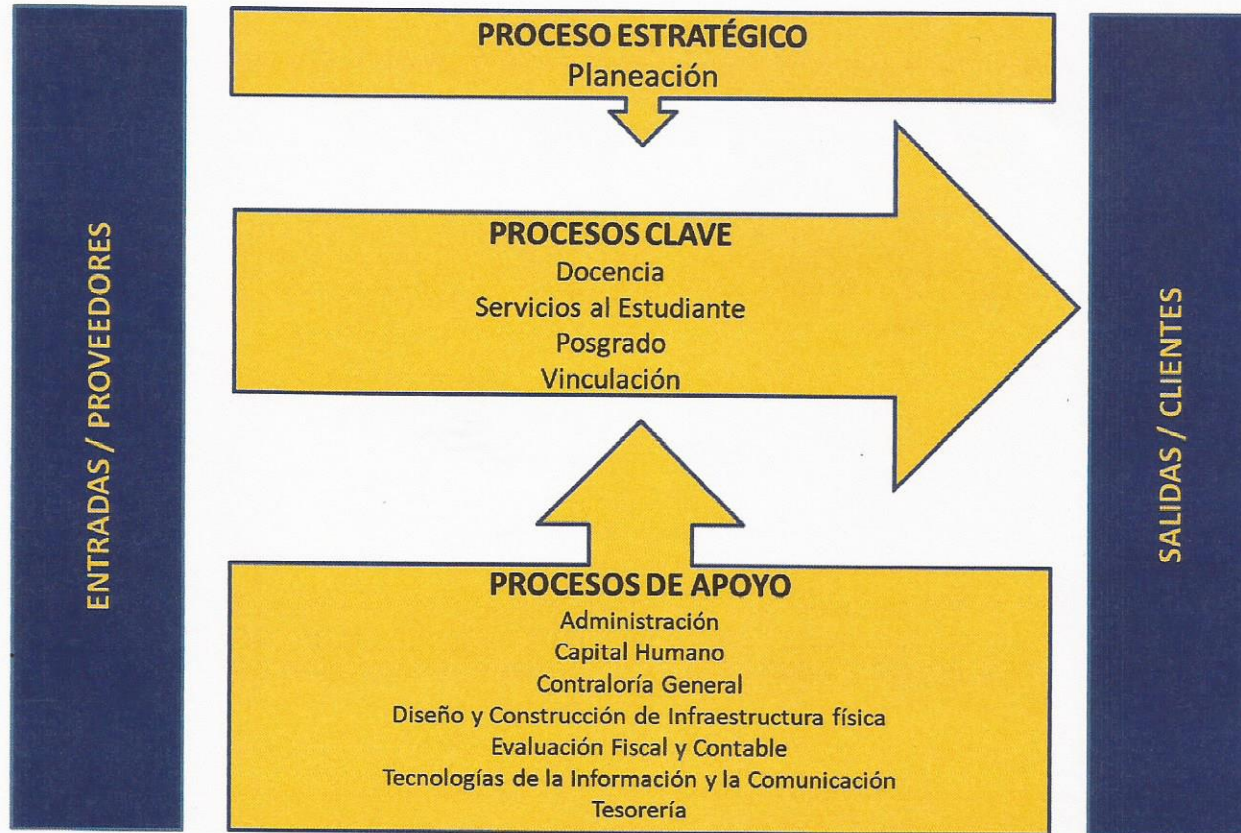 PROCESO ESTRATÉGICO
Planeación
ENTRADAS / PROVEEDORES
PROCESOS CLAVE
Docencia
Servicios al Estudiante
Posgrado
Vinculación
SALIDAS / CLIENTES
PROCESOS DE APOYO
Administración
Capital Humano
Contraloría General
Diseño y Construcción de Infraestructura física
Evaluación Fiscal y Contable
Tecnologías de la Información y la Comunicación
Tesorería